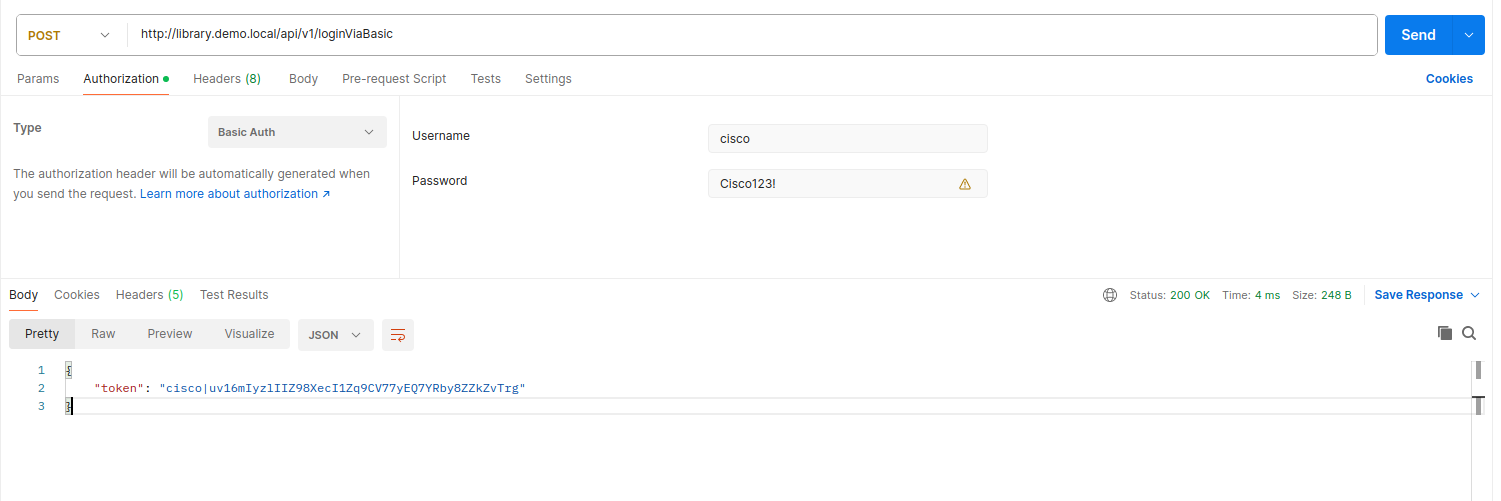 POST http://library.demo.local/api/v1/loginViaBasic Send
Params Authorization Headers (8) Body Pre-request Script Tests Settings Cookies
Type Basic Auth
The authorization header will be automatically generated when
you send the request. Learn more about authorization ↗
Username cisco
Password Cisco123!
Body Cookies Headers (5) Test Results Status: 200 OK Time: 4 ms Size: 248 B Save Response
Pretty Raw Preview Visualize JSON
1 {
2 "token": "cisco|uv16mIyzlIIZ98XecI1Zq9CV77yEQ7YRby8ZZkZvTrg"
3 }